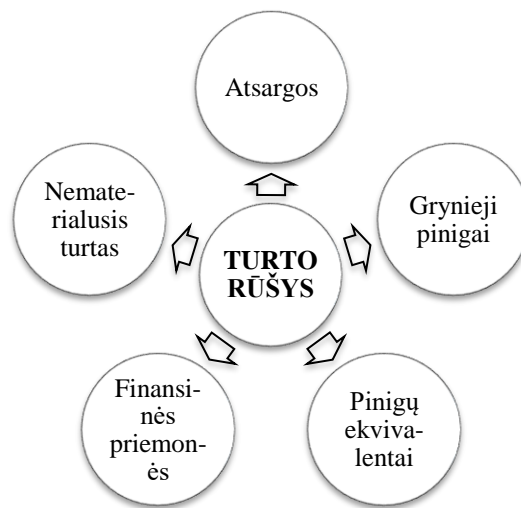 Atsargos
Nemate-
rialusis
turtas
Grynieji
pinigai
TURTO
RŪŠYS
Finansi-
nės
priemon-
ės
Pinigų
ekviva-
lentai